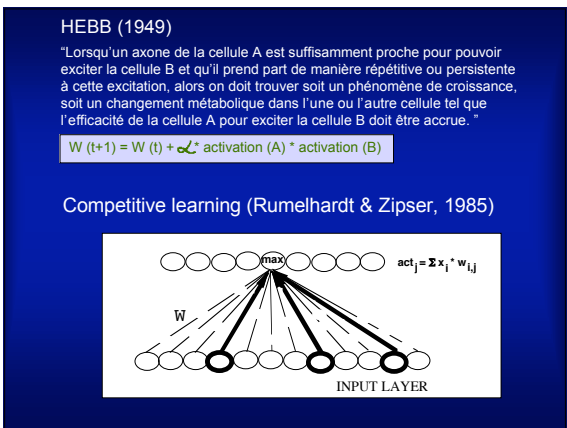 HEBB (1949)
“Lorsqu’un axone de la cellule A est suffisamment proche pour pouvoir
exciter la cellule B et qu’il prend part de manière répétitive ou persistente
à cette excitation, alors on doit trouver soit un phénomène de croissance,
soit un changement métabolique dans l’une ou l’autre cellule tel que
l’efficacité de la cellule A pour exciter la cellule B doit être accrue. ”
W (t+1) = W (t) + α* activation (A) * activation (B)
Competitive learning (Rumelhardt & Zipser, 1985)
max
act j = Σ x i * w i,j
W
INPUT LAYER